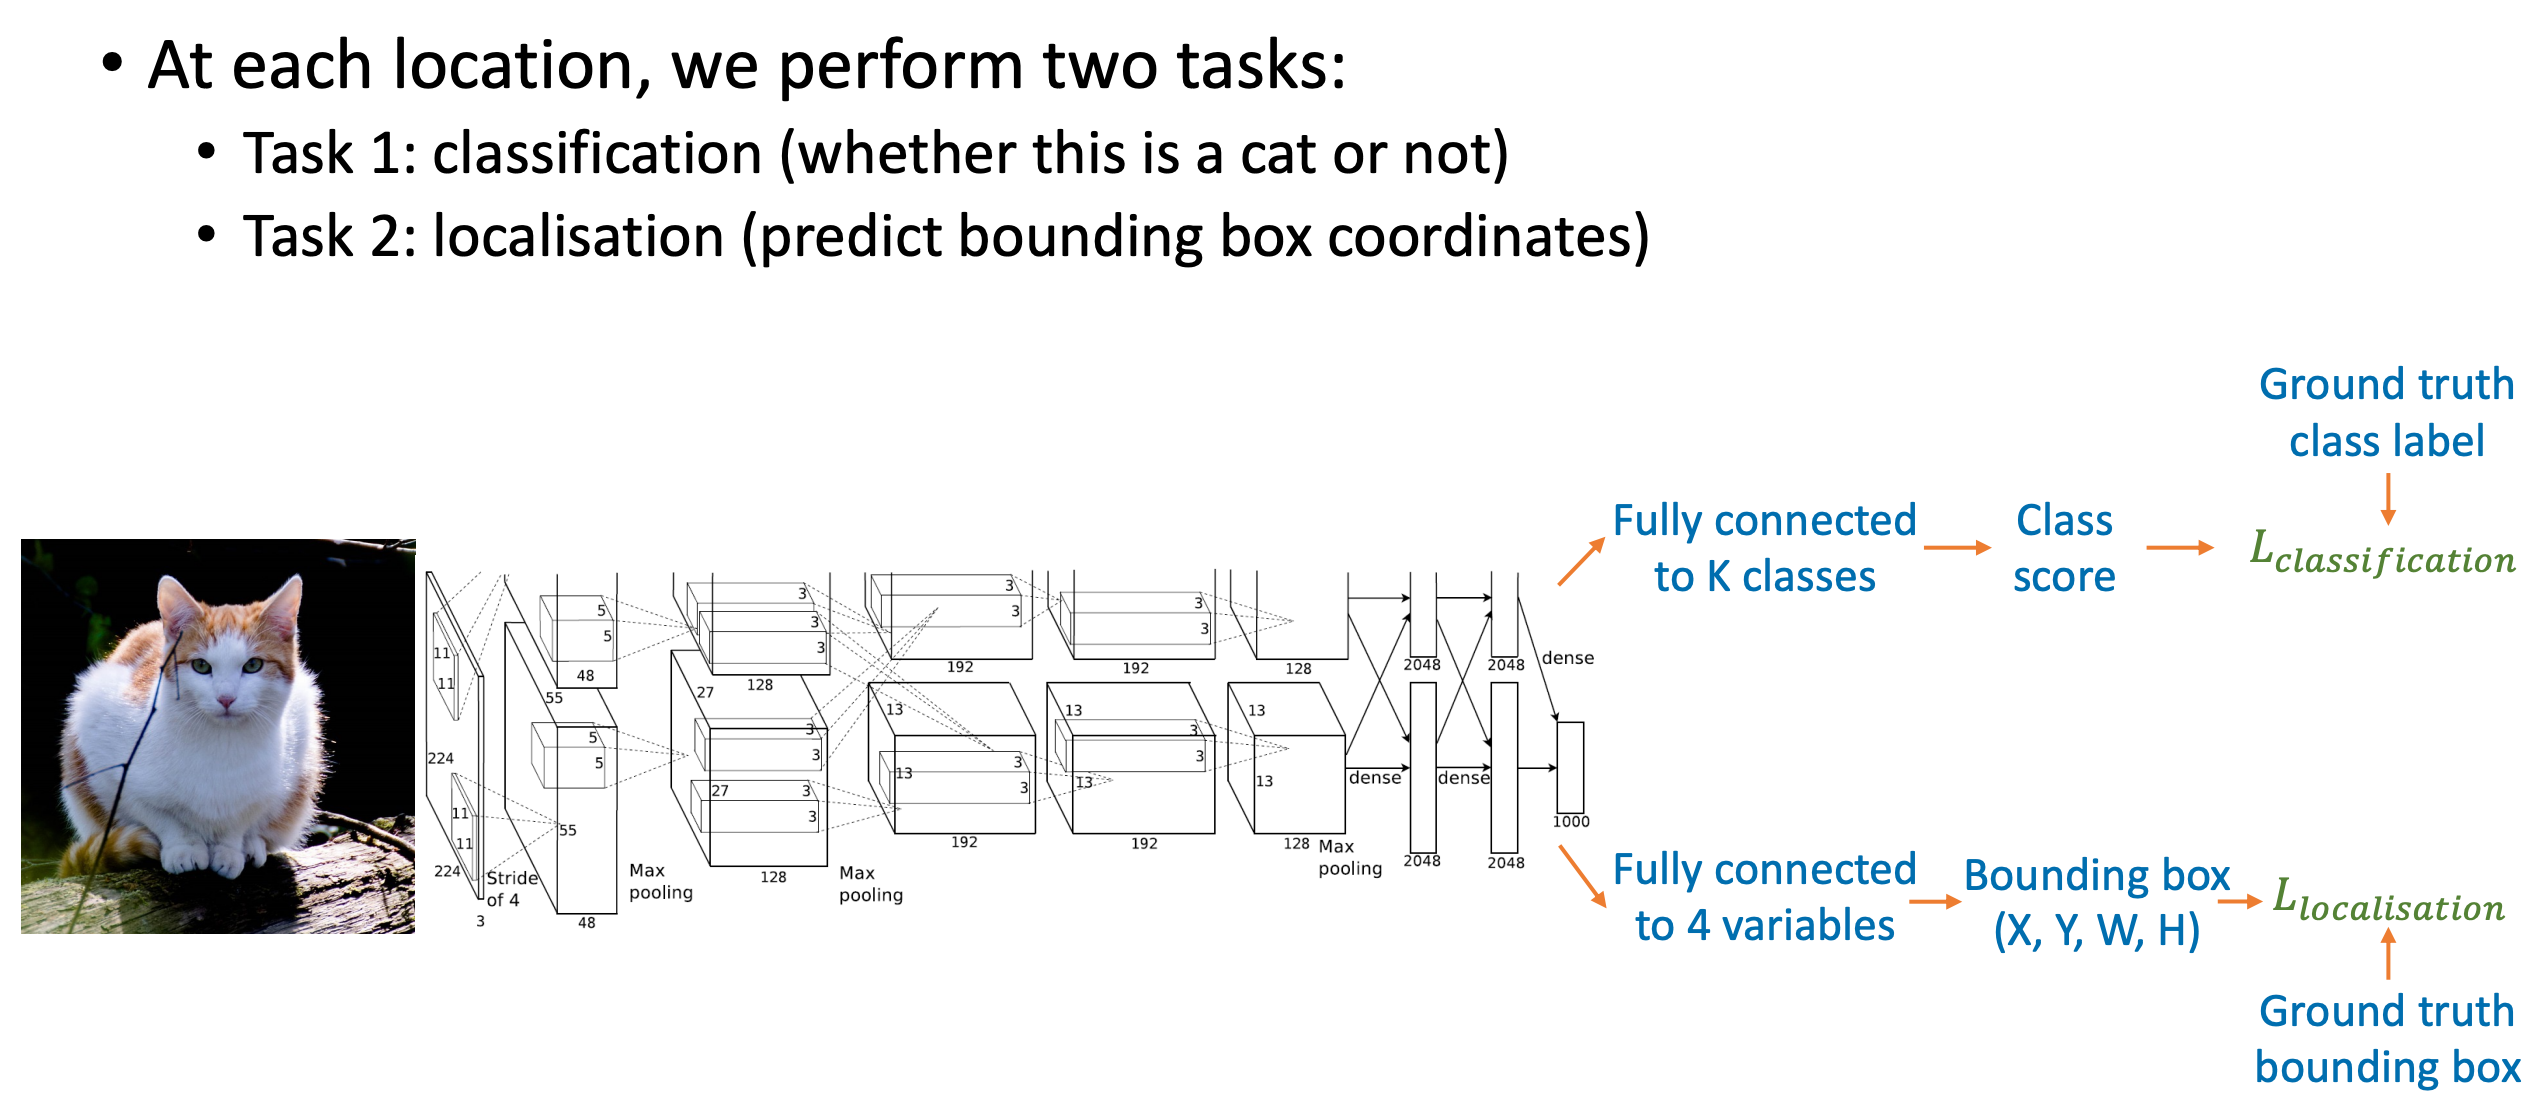 • At each location, we perform two tasks:
• Task 1: classification (whether this is a cat or not)
• Task 2: localisation (predict bounding box coordinates)
Ground truth
class label
Fully connected
to K classes
Class
score
L_classification
11
11
224
11
11
224
Stride
of 4
3
5
5
48
55
5
5
55
48
Max
pooling
3
3
3
128
27
3
3
27
3
3
128
Max
pooling
3
3
192
13
13
3
3
192
3
3
192
13
3
3
13
192
128
13
13
128
Max
pooling
dense
2048
2048
dense
2048
dense
2048
1000
Fully connected
to 4 variables
Bounding box
(X, Y, W, H)
L_localisation
Ground truth
bounding box